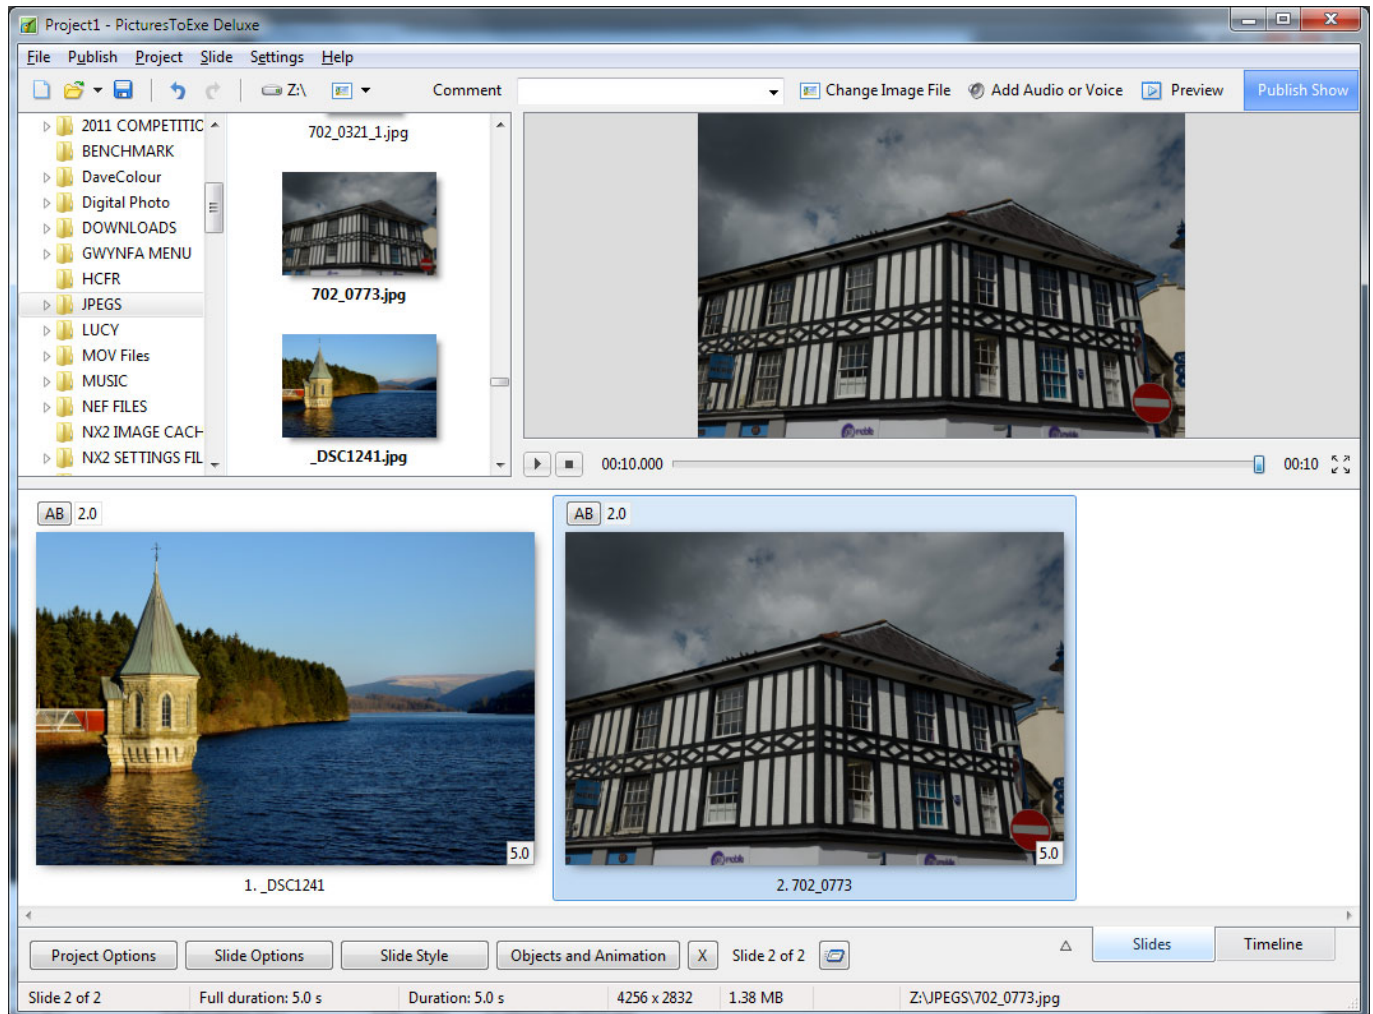 Project1 - PicturesToExe Deluxe
File Publish Project Slide Settings Help
Z:\ Comment Change Image File Add Audio or Voice Preview Publish Show
2011 COMPETITIC
BENCHMARK
DaveColour
Digital Photo
DOWNLOADS
GWYNFA MENU
HCFR
JPEGS
LUCY
MOV Files
MUSIC
NEF FILES
NX2 IMAGE CACH
NX2 SETTINGS FIL
702_0321_1.jpg
702_0773.jpg
_DSC1241.jpg
00:10.000 00:10
AB 2.0
5.0
1. _DSC1241
AB 2.0
5.0
2. 702_0773
Project Options Slide Options Slide Style Objects and Animation X Slide 2 of 2 Slides Timeline
Slide 2 of 2 Full duration: 5.0 s Duration: 5.0 s 4256 x 2832 1.38 MB Z:\JPEGS\702_0773.jpg